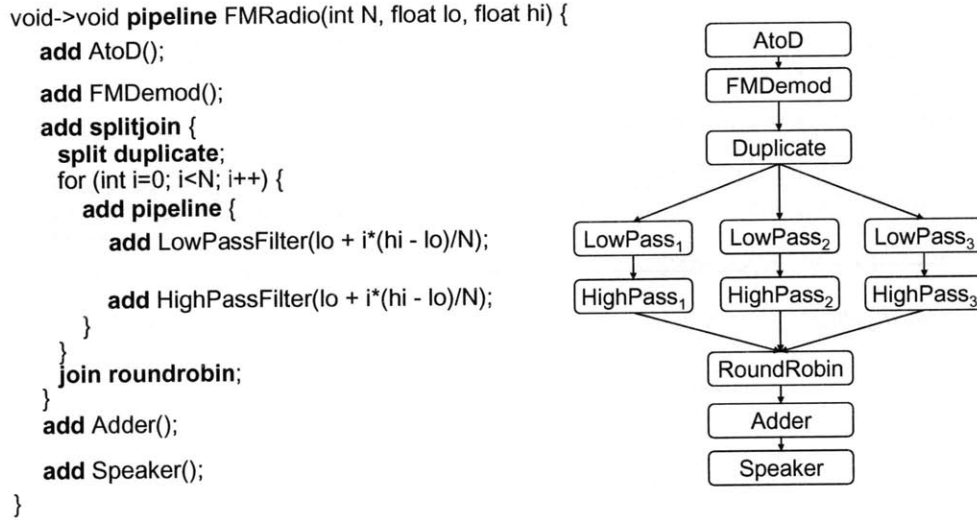 void->void pipeline FMRadio(int N, float lo, float hi) {
add AtoD();
add FMDemod();
add splitjoin {
split duplicate;
for (int i=0; i<N; i++) {
add pipeline {
add LowPassFilter(lo + i*(hi - lo)/N);
add HighPassFilter(lo + i*(hi - lo)/N);
}
}
join roundrobin;
}
add Adder();
add Speaker();
}
AtoD
FMDemod
Duplicate
LowPass₁ LowPass₂ LowPass₃
HighPass₁ HighPass₂ HighPass₃
RoundRobin
Adder
Speaker